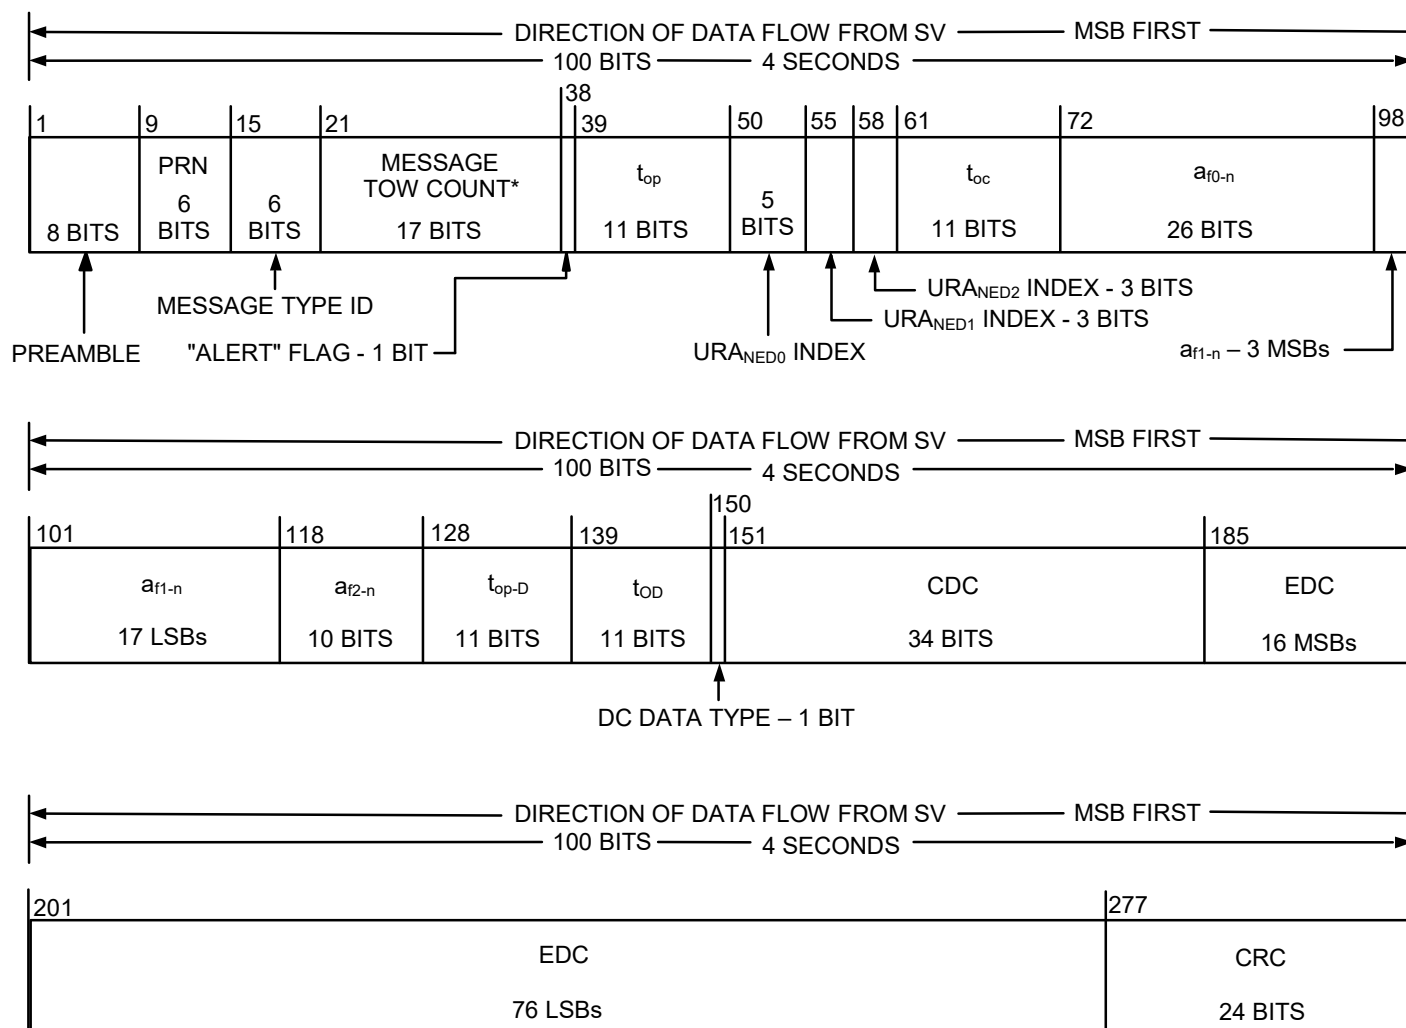 DIRECTION OF DATA FLOW FROM SV MSB FIRST
100 BITS 4 SECONDS
1 9 15 21 38 39 50 55 58 61 72 98
PRN MESSAGE t_op t_oc a_f0-n
TOW COUNT*
8 BITS 6 BITS 6 BITS 17 BITS 11 BITS 5 BITS 11 BITS 26 BITS
MESSAGE TYPE ID URA_NED2 INDEX - 3 BITS
URA_NED1 INDEX - 3 BITS
PREAMBLE "ALERT" FLAG - 1 BIT URA_NED0 INDEX a_f1-n – 3 MSBs
DIRECTION OF DATA FLOW FROM SV MSB FIRST
100 BITS 4 SECONDS
101 118 128 139 150 151 185
a_f1-n a_f2-n t_op-D t_OD CDC EDC
17 LSBs 10 BITS 11 BITS 11 BITS 34 BITS 16 MSBs
DC DATA TYPE – 1 BIT
DIRECTION OF DATA FLOW FROM SV MSB FIRST
100 BITS 4 SECONDS
201 277
EDC CRC
76 LSBs 24 BITS